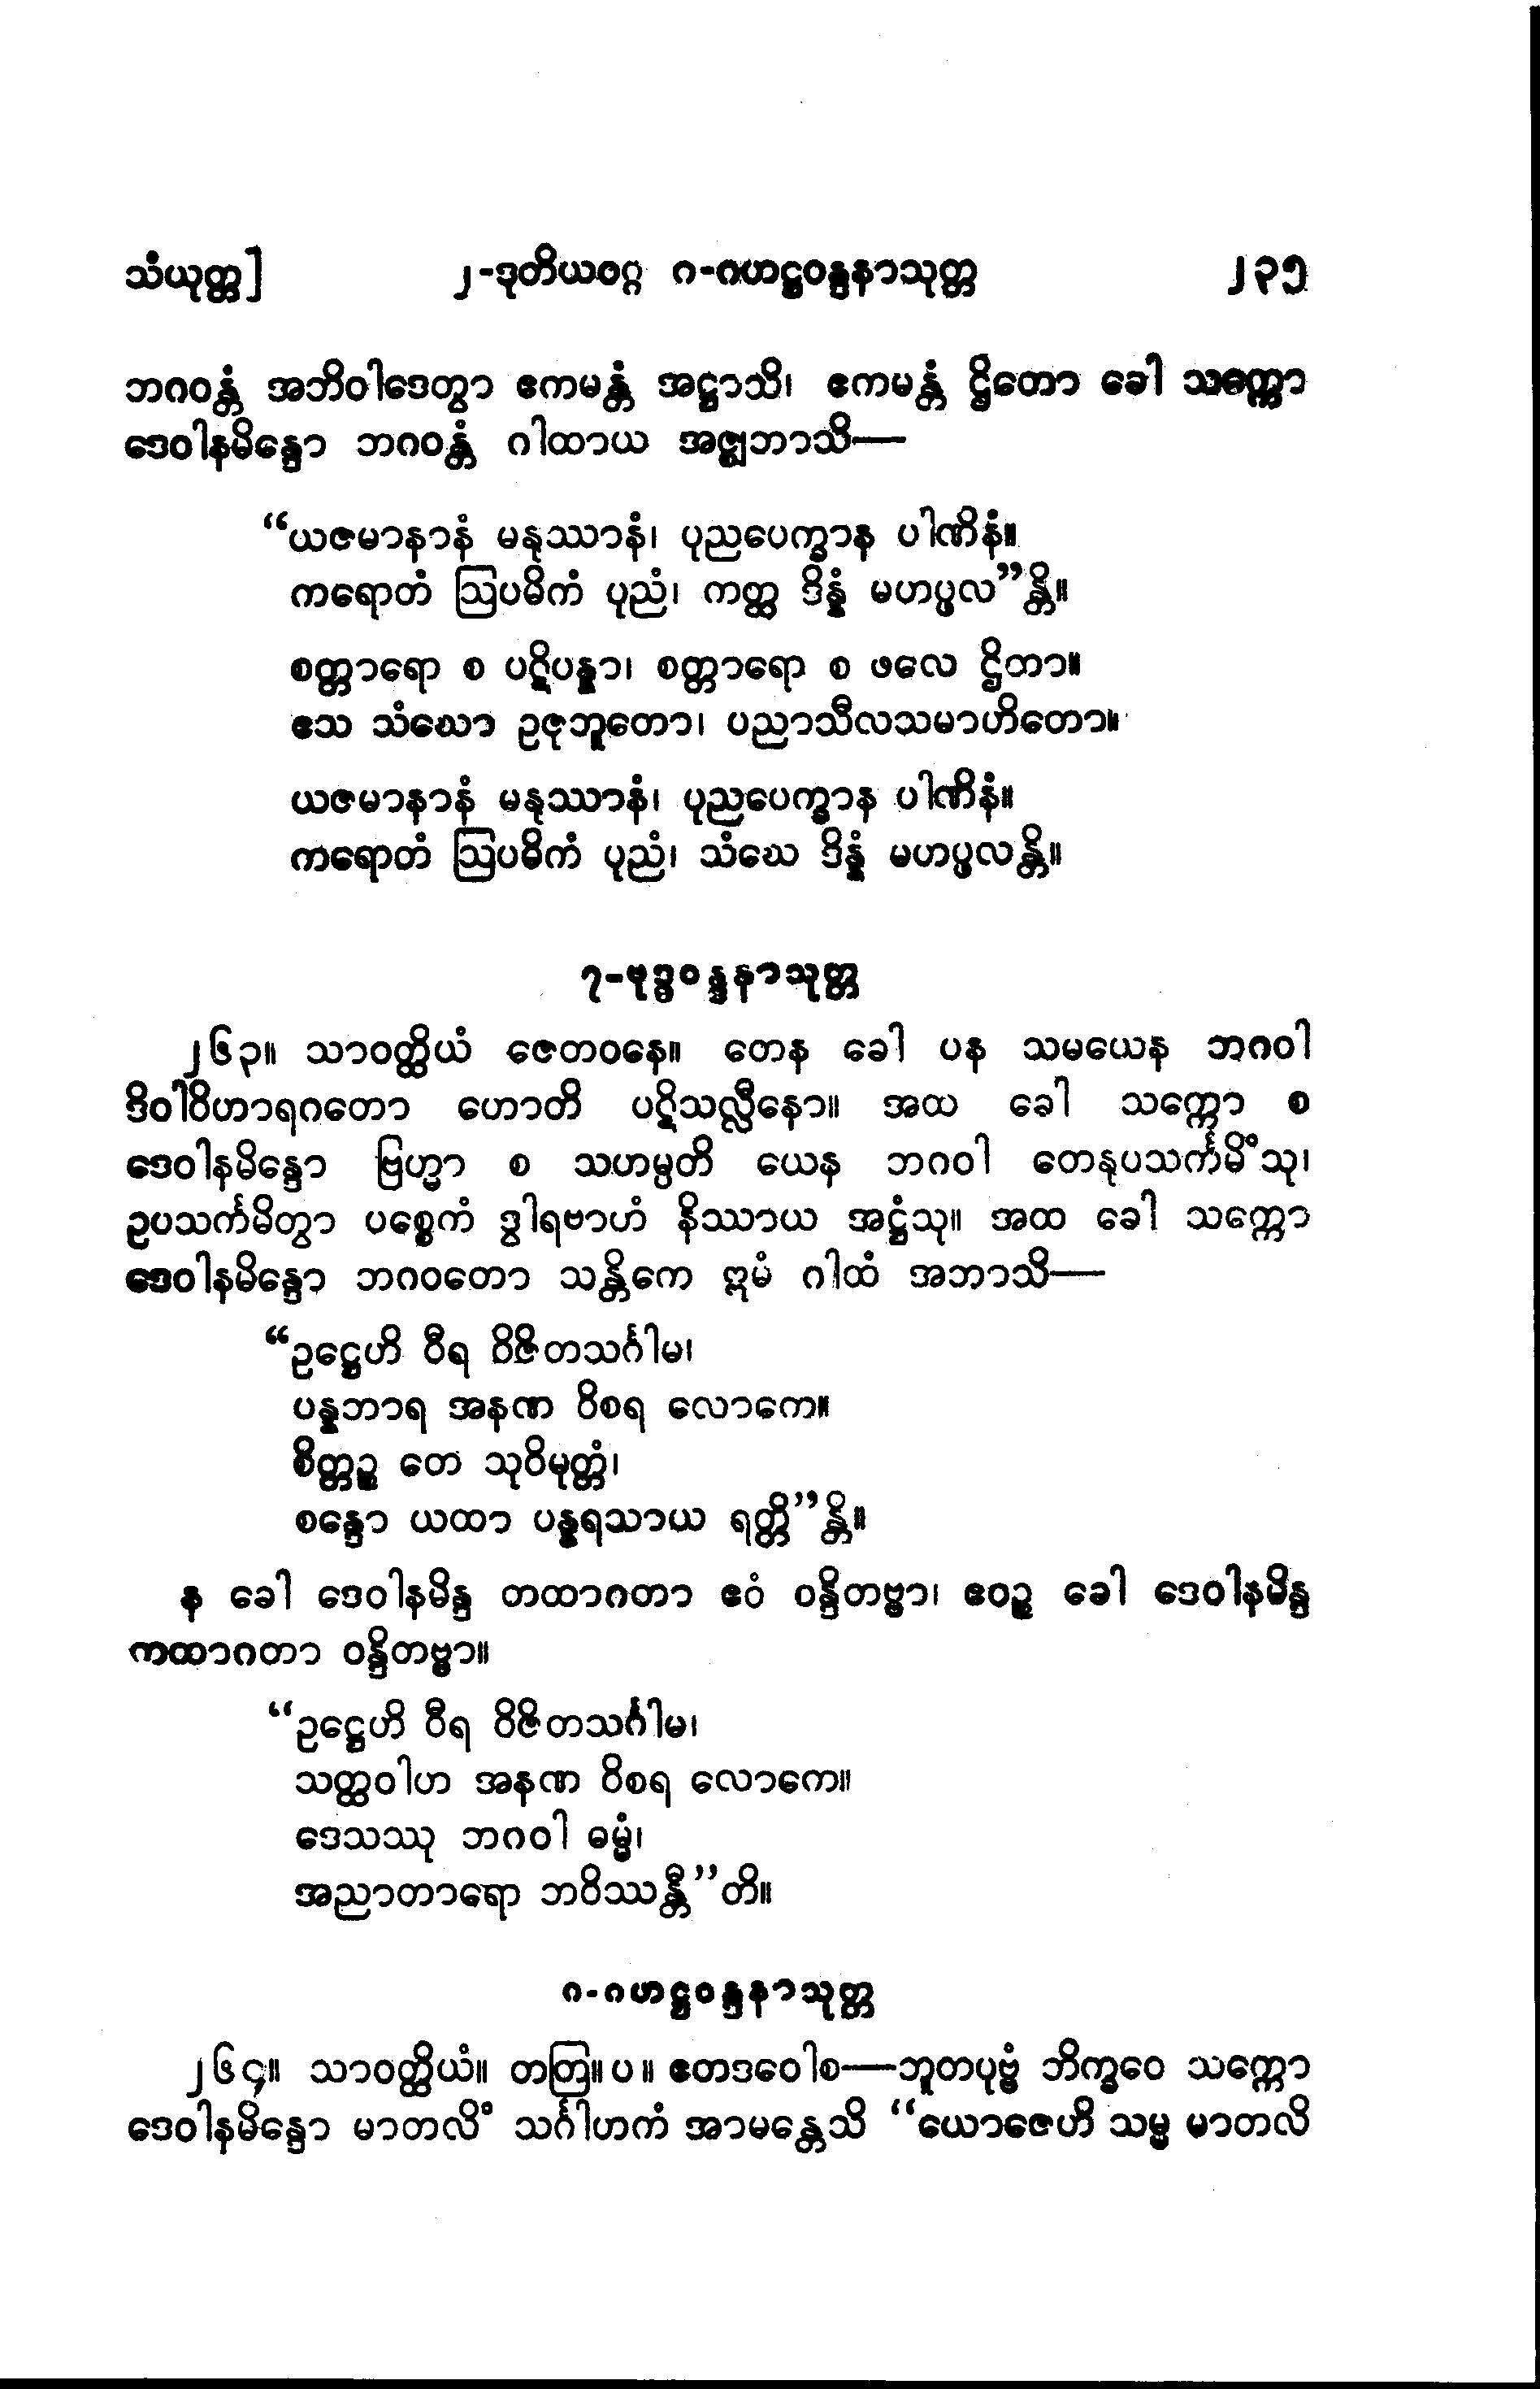 သံယုတ္တ] ၂-ဒုတိယဝဂ္ဂ ဂ-ဂဟဋ္ဌဝန္ဒနာသုတ္တ ၂၃၅
ဘဂဝန္တံ အဘိဝါဒေတွာ ဧကမန္တံ အဋ္ဌာသိ၊ ဧကမန္တံ ဌိတော ခေါ သက္ကော
ဒေဝါနမိန္ဒော ဘဂဝန္တံ ဂါထာယ အဇ္ဈဘာသိ—
“ယဇမာနာနံ မနုဿာနံ၊ ပုညပေက္ခာန ပါဏိနံ။
ကရောတံ ဩပဓိကံ ပုညံ၊ ကတ္ထ ဒိန္နံ မဟပ္ဖလ”န္တိ။
စတ္တာရော စ ပဋိပန္နာ၊ စတ္တာရော စ ဖလေ ဌိတာ။
ဧသ သံဃော ဥဇုဘူတော၊ ပညာသီလသမာဟိတော။
ယဇမာနာနံ မနုဿာနံ၊ ပုညပေက္ခာန ပါဏိနံ။
ကရောတံ ဩပဓိကံ ပုညံ၊ သံဃေ ဒိန္နံ မဟပ္ဖလန္တိ။
၇-ဗုဒ္ဓဝန္ဒနာသုတ္တ
၂၆၃။ သာဝတ္ထိယံ ဇေတဝနေ။ တေန ခေါ ပန သမယေန ဘဂဝါ
ဒိဝါဝိဟာရဂတော ဟောတိ ပဋိသလ္လီနော။ အထ ခေါ သက္ကော စ
ဒေဝါနမိန္ဒော ဗြဟ္မာ စ သဟမ္ပတိ ယေန ဘဂဝါ တေနုပသင်္ကမိံသု၊
ဥပသင်္ကမိတွာ ပစ္စေကံ ဒွါရဗာဟံ နိဿာယ အဋ္ဌံသု။ အထ ခေါ သက္ကော
ဒေဝါနမိန္ဒော ဘဂဝတော သန္တိကေ ဣမံ ဂါထံ အဘာသိ—
“ဥဋ္ဌေဟိ ဝီရ ဝိဇိတသင်္ဂါမ၊
ပန္နဘာရ အနဏ ဝိစရ လောကေ။
စိတ္တဉ္စ တေ သုဝိမုတ္တံ၊
စန္ဒော ယထာ ပန္နရသာယ ရတ္တိ”န္တိ။
န ခေါ ဒေဝါနမိန္ဒ တထာဂတာ ဧဝံ ဝန္ဒိတဗ္ဗာ၊ ဧဝဉ္စ ခေါ ဒေဝါနမိန္ဒ
တထာဂတာ ဝန္ဒိတဗ္ဗာ။
“ဥဋ္ဌေဟိ ဝီရ ဝိဇိတသင်္ဂါမ၊
သတ္ထဝါဟ အနဏ ဝိစရ လောကေ။
ဒေသဿု ဘဂဝါ ဓမ္မံ၊
အညာတာရော ဘဝိဿန္တီ”တိ။
ဂ-ဂဟဋ္ဌဝန္ဒနာသုတ္တ
၂၆၄။ သာဝတ္ထိယံ။ တတြ။ပ။ ဧတဒဝေါစ—ဘူတပုဗ္ဗံ ဘိက္ခဝေ သက္ကော
ဒေဝါနမိန္ဒော မာတလိံ သင်္ဂါဟကံ အာမန္တေသိ “ယောဇေဟိ သမ္မ မာတလိ